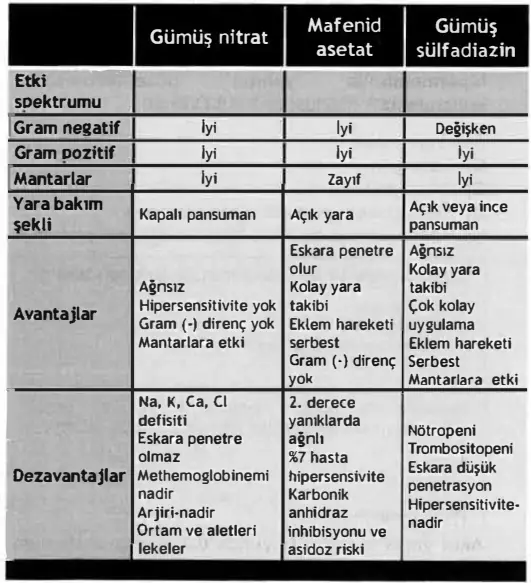 Gümüş nitrat
Mafenid
asetat
Gümüş
sülfadiazin
Etki
spektrumu
Gram negatif İyi İyi Değişken
Gram pozitif İyi İyi İyi
Mantarlar İyi Zayıf İyi
Yara bakım
şekli
Kapalı pansuman
Açık yara
Açık veya ince
pansuman
Avantajlar
Ağrısız
Hipersensitivite yok
Gram (-) direnç yok
Mantarlara etki
Eskara penetre
olur
Kolay yara
takibi
Eklem hareketi
serbest
Gram (-) direnç
yok
Ağrısız
Kolay yara
takibi
Çok kolay
uygulama
Eklem hareketi
Serbest
Mantarlara etki
Dezavantajlar
Na, K, Ca, Cl
defisiti
Eskara penetre
olmaz
Methemoglobinemi
nadir
Arjiri-nadir
Ortam ve aletleri
lekeler
2. derece
yanıklarda
ağrılı
%7 hasta
hipersensivite
Karbonik
anhidraz
inhibisyonu ve
asidoz riski
Nötropeni
Trombositopeni
Eskara düşük
penetrasyon
Hipersensitivite-
nadir